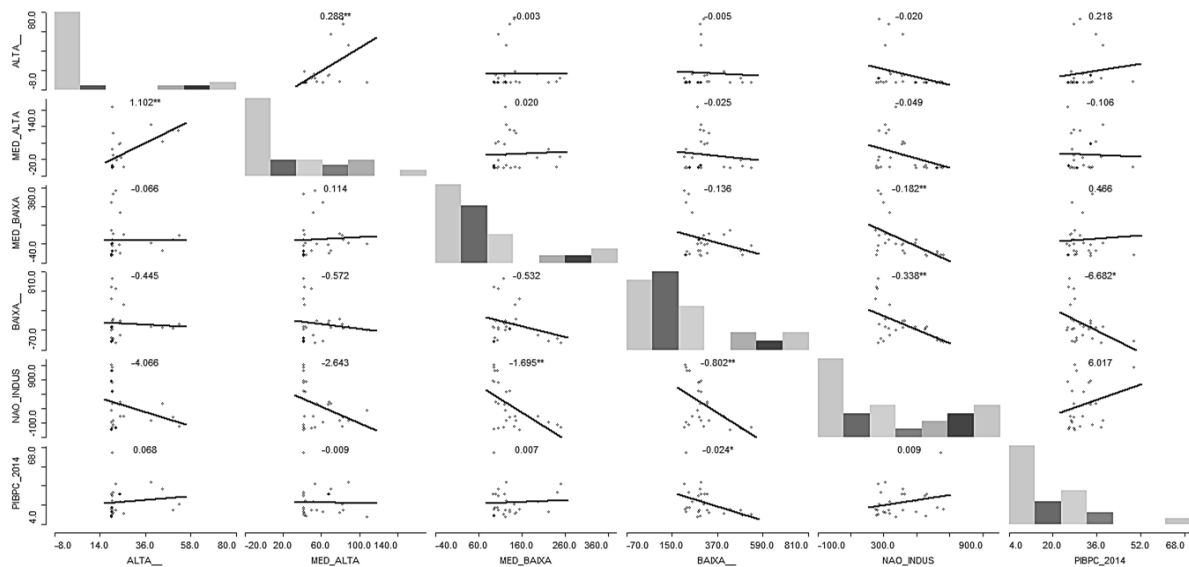 80.0 0.288** -0.003 -0.005 -0.020 0.218
ALTA__
-8.0
1.102** 0.020 -0.025 -0.049 -0.106
140.0
MED_ALTA
-20.0
-0.066 0.114 -0.136 -0.182** 0.466
360.0
MED_BAIXA
-40.0
-0.445 -0.572 -0.532 -0.338** -6.682*
810.0
BAIXA__
-70.0
-4.066 -2.643 -1.695** -0.802** 6.017
900.0
NAO_INDUS
-1000.0
0.068 -0.009 0.007 -0.024* 0.009
68.0
PIBPC_2014
4.0
-8.0 14.0 36.0 58.0 80.0 -20.0 20.0 60.0 100.0 140.0 -40.0 60.0 160.0 260.0 360.0 -70.0 150.0 370.0 590.0 810.0 -100.0 300.0 900.0 4.0 20.0 36.0 52.0 68.0
ALTA__ MED_ALTA MED_BAIXA BAIXA__ NAO_INDUS PIBPC_2014